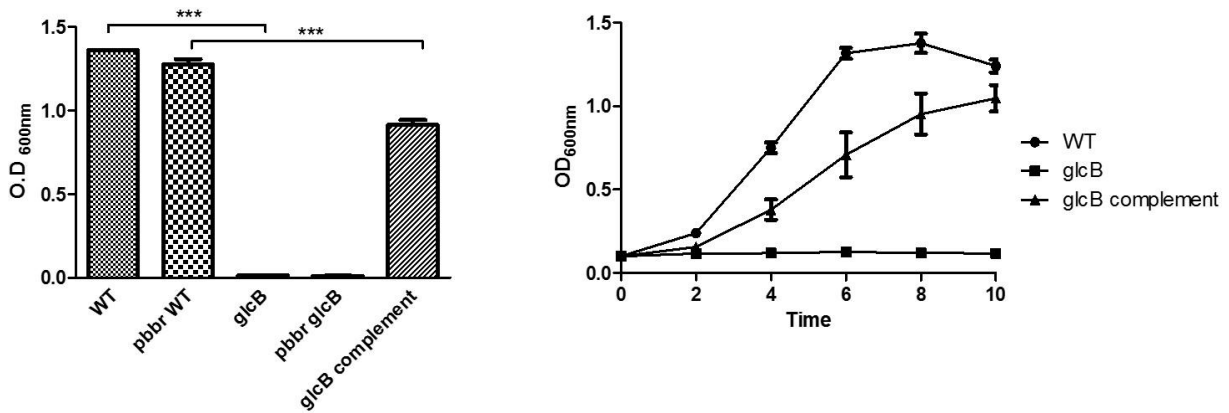 ***
***
1.5
1.0
0.5
0.0
O.D 600nm
WT
pbbr WT
glcB
pbbr glcB
glcB complement
1.5
1.0
0.5
0.0
OD600nm
0 2 4 6 8 10
Time
WT
glcB
glcB complement